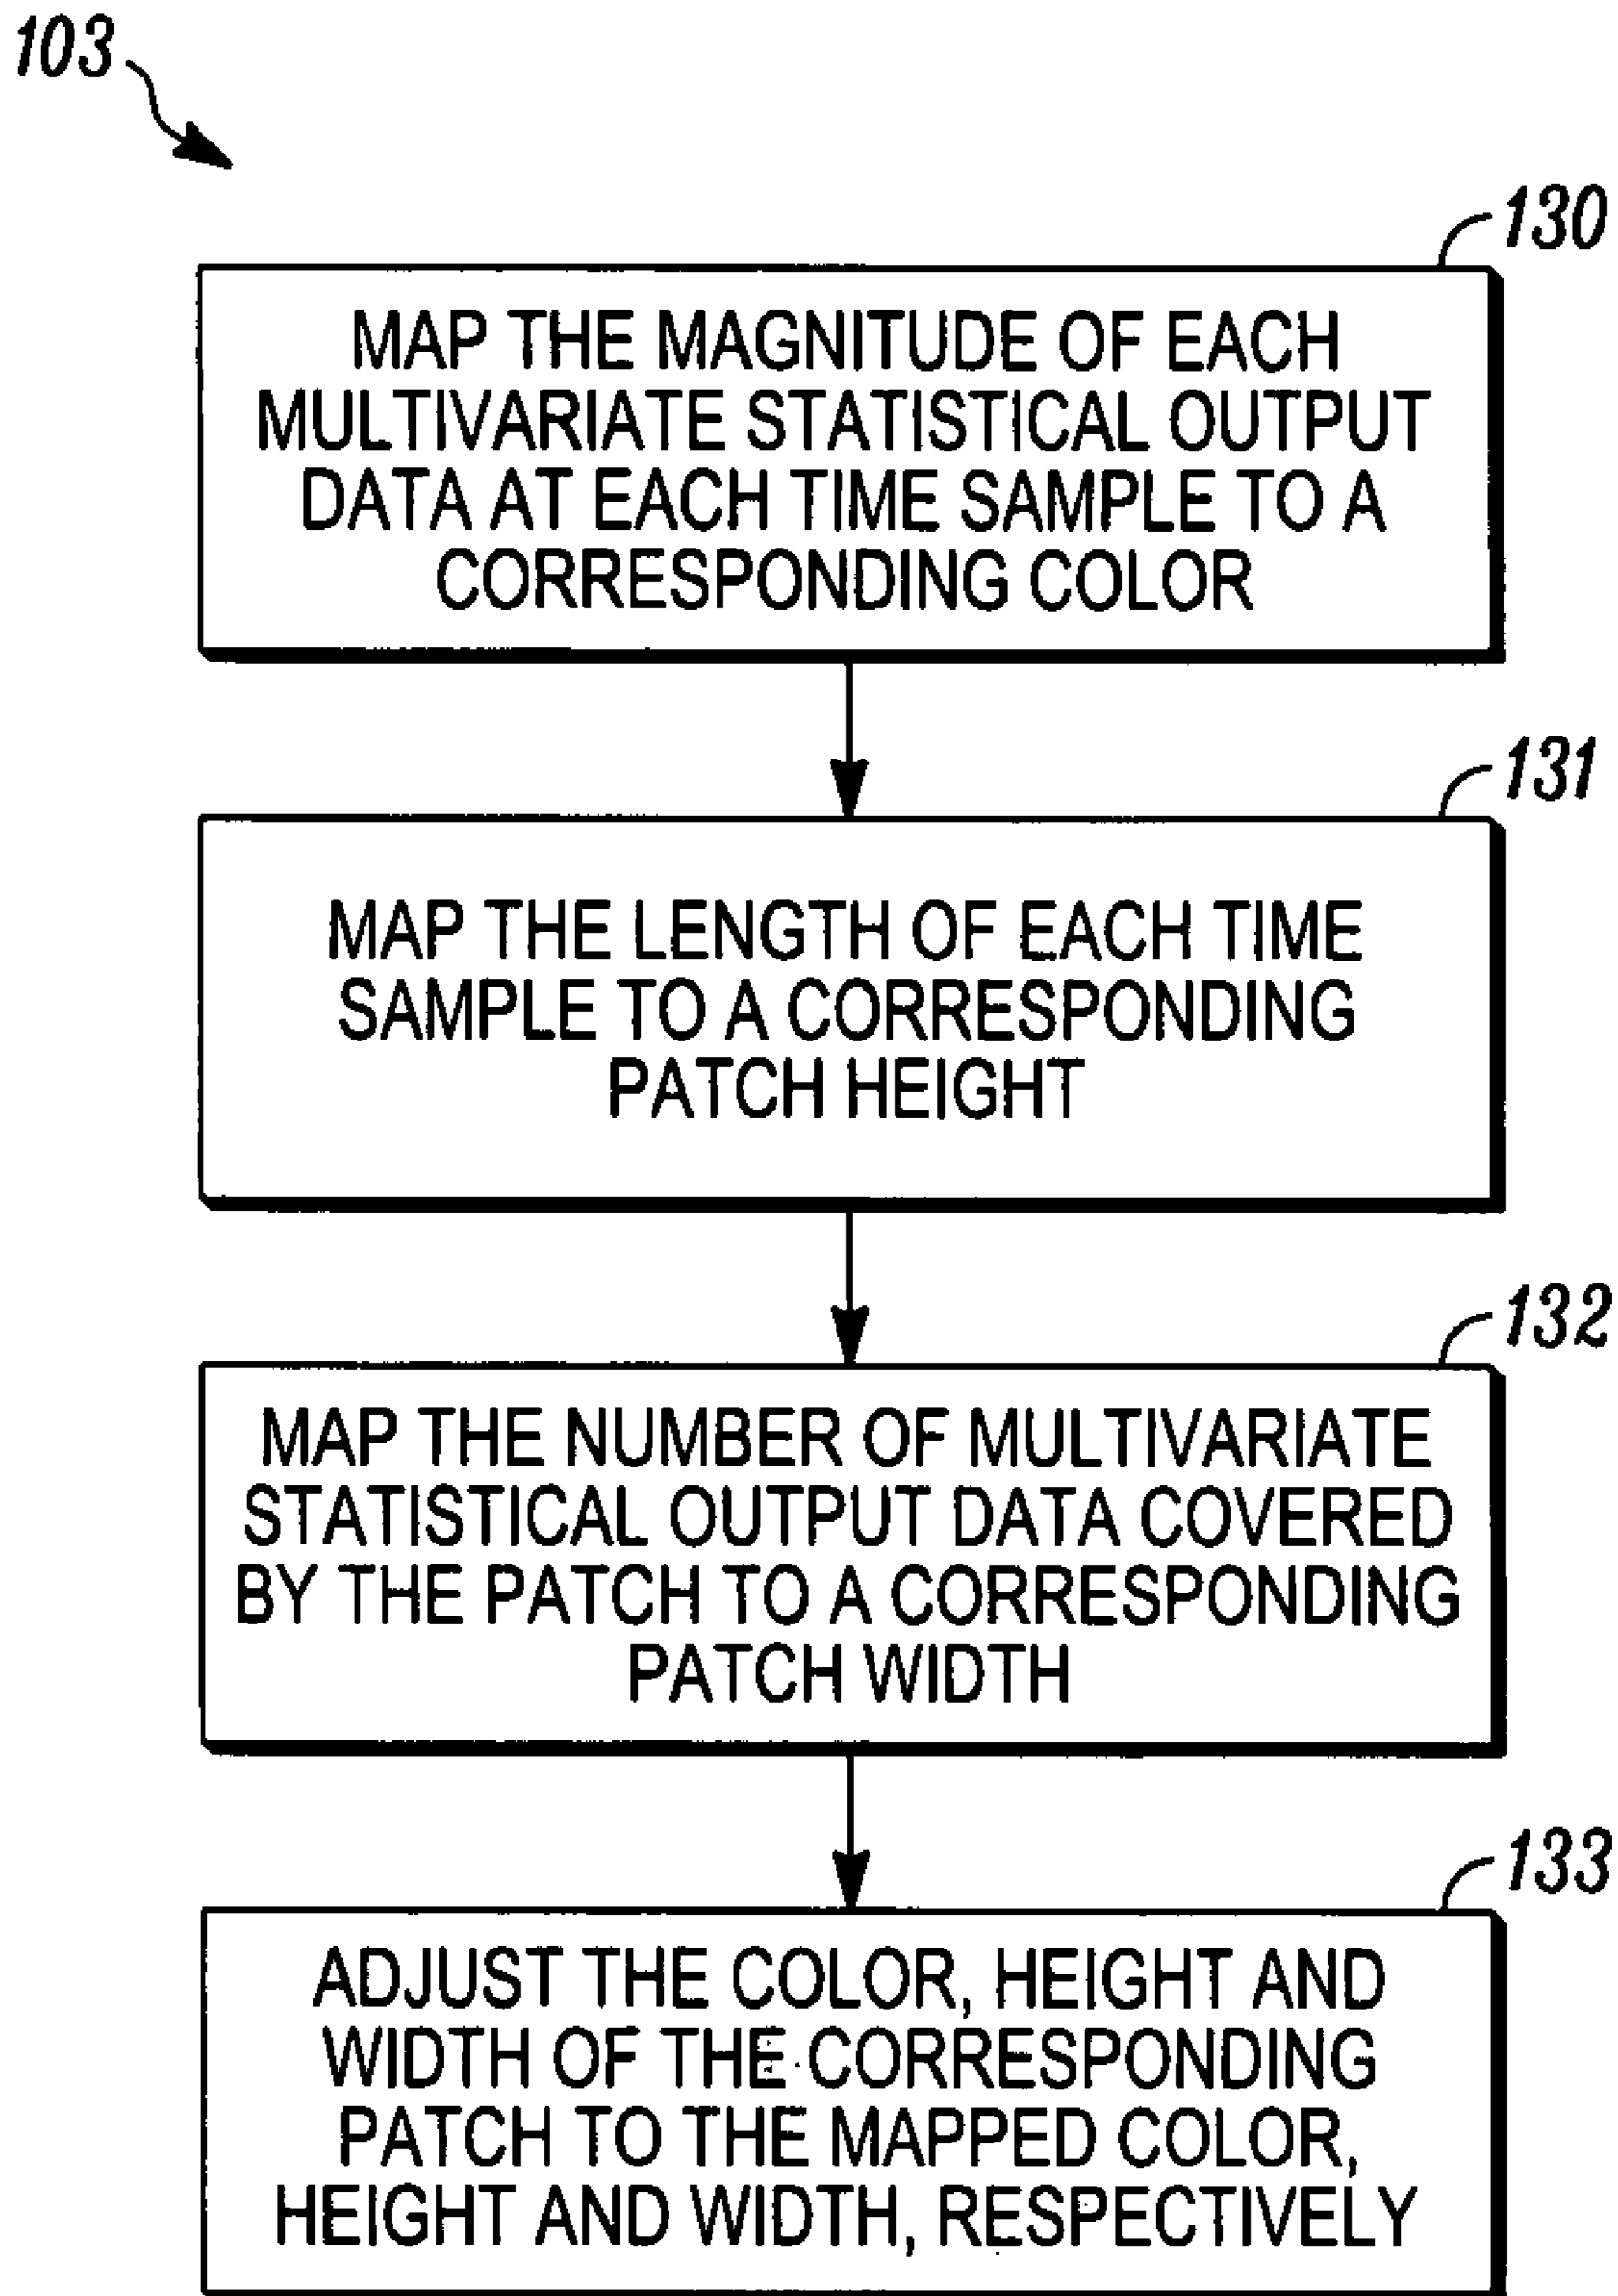 103
130
MAP THE MAGNITUDE OF EACH
MULTIVARIATE STATISTICAL OUTPUT
DATA AT EACH TIME SAMPLE TO A
CORRESPONDING COLOR
131
MAP THE LENGTH OF EACH TIME
SAMPLE TO A CORRESPONDING
PATCH HEIGHT
132
MAP THE NUMBER OF MULTIVARIATE
STATISTICAL OUTPUT DATA COVERED
BY THE PATCH TO A CORRESPONDING
PATCH WIDTH
133
ADJUST THE COLOR, HEIGHT AND
WIDTH OF THE CORRESPONDING
PATCH TO THE MAPPED COLOR,
HEIGHT AND WIDTH, RESPECTIVELY